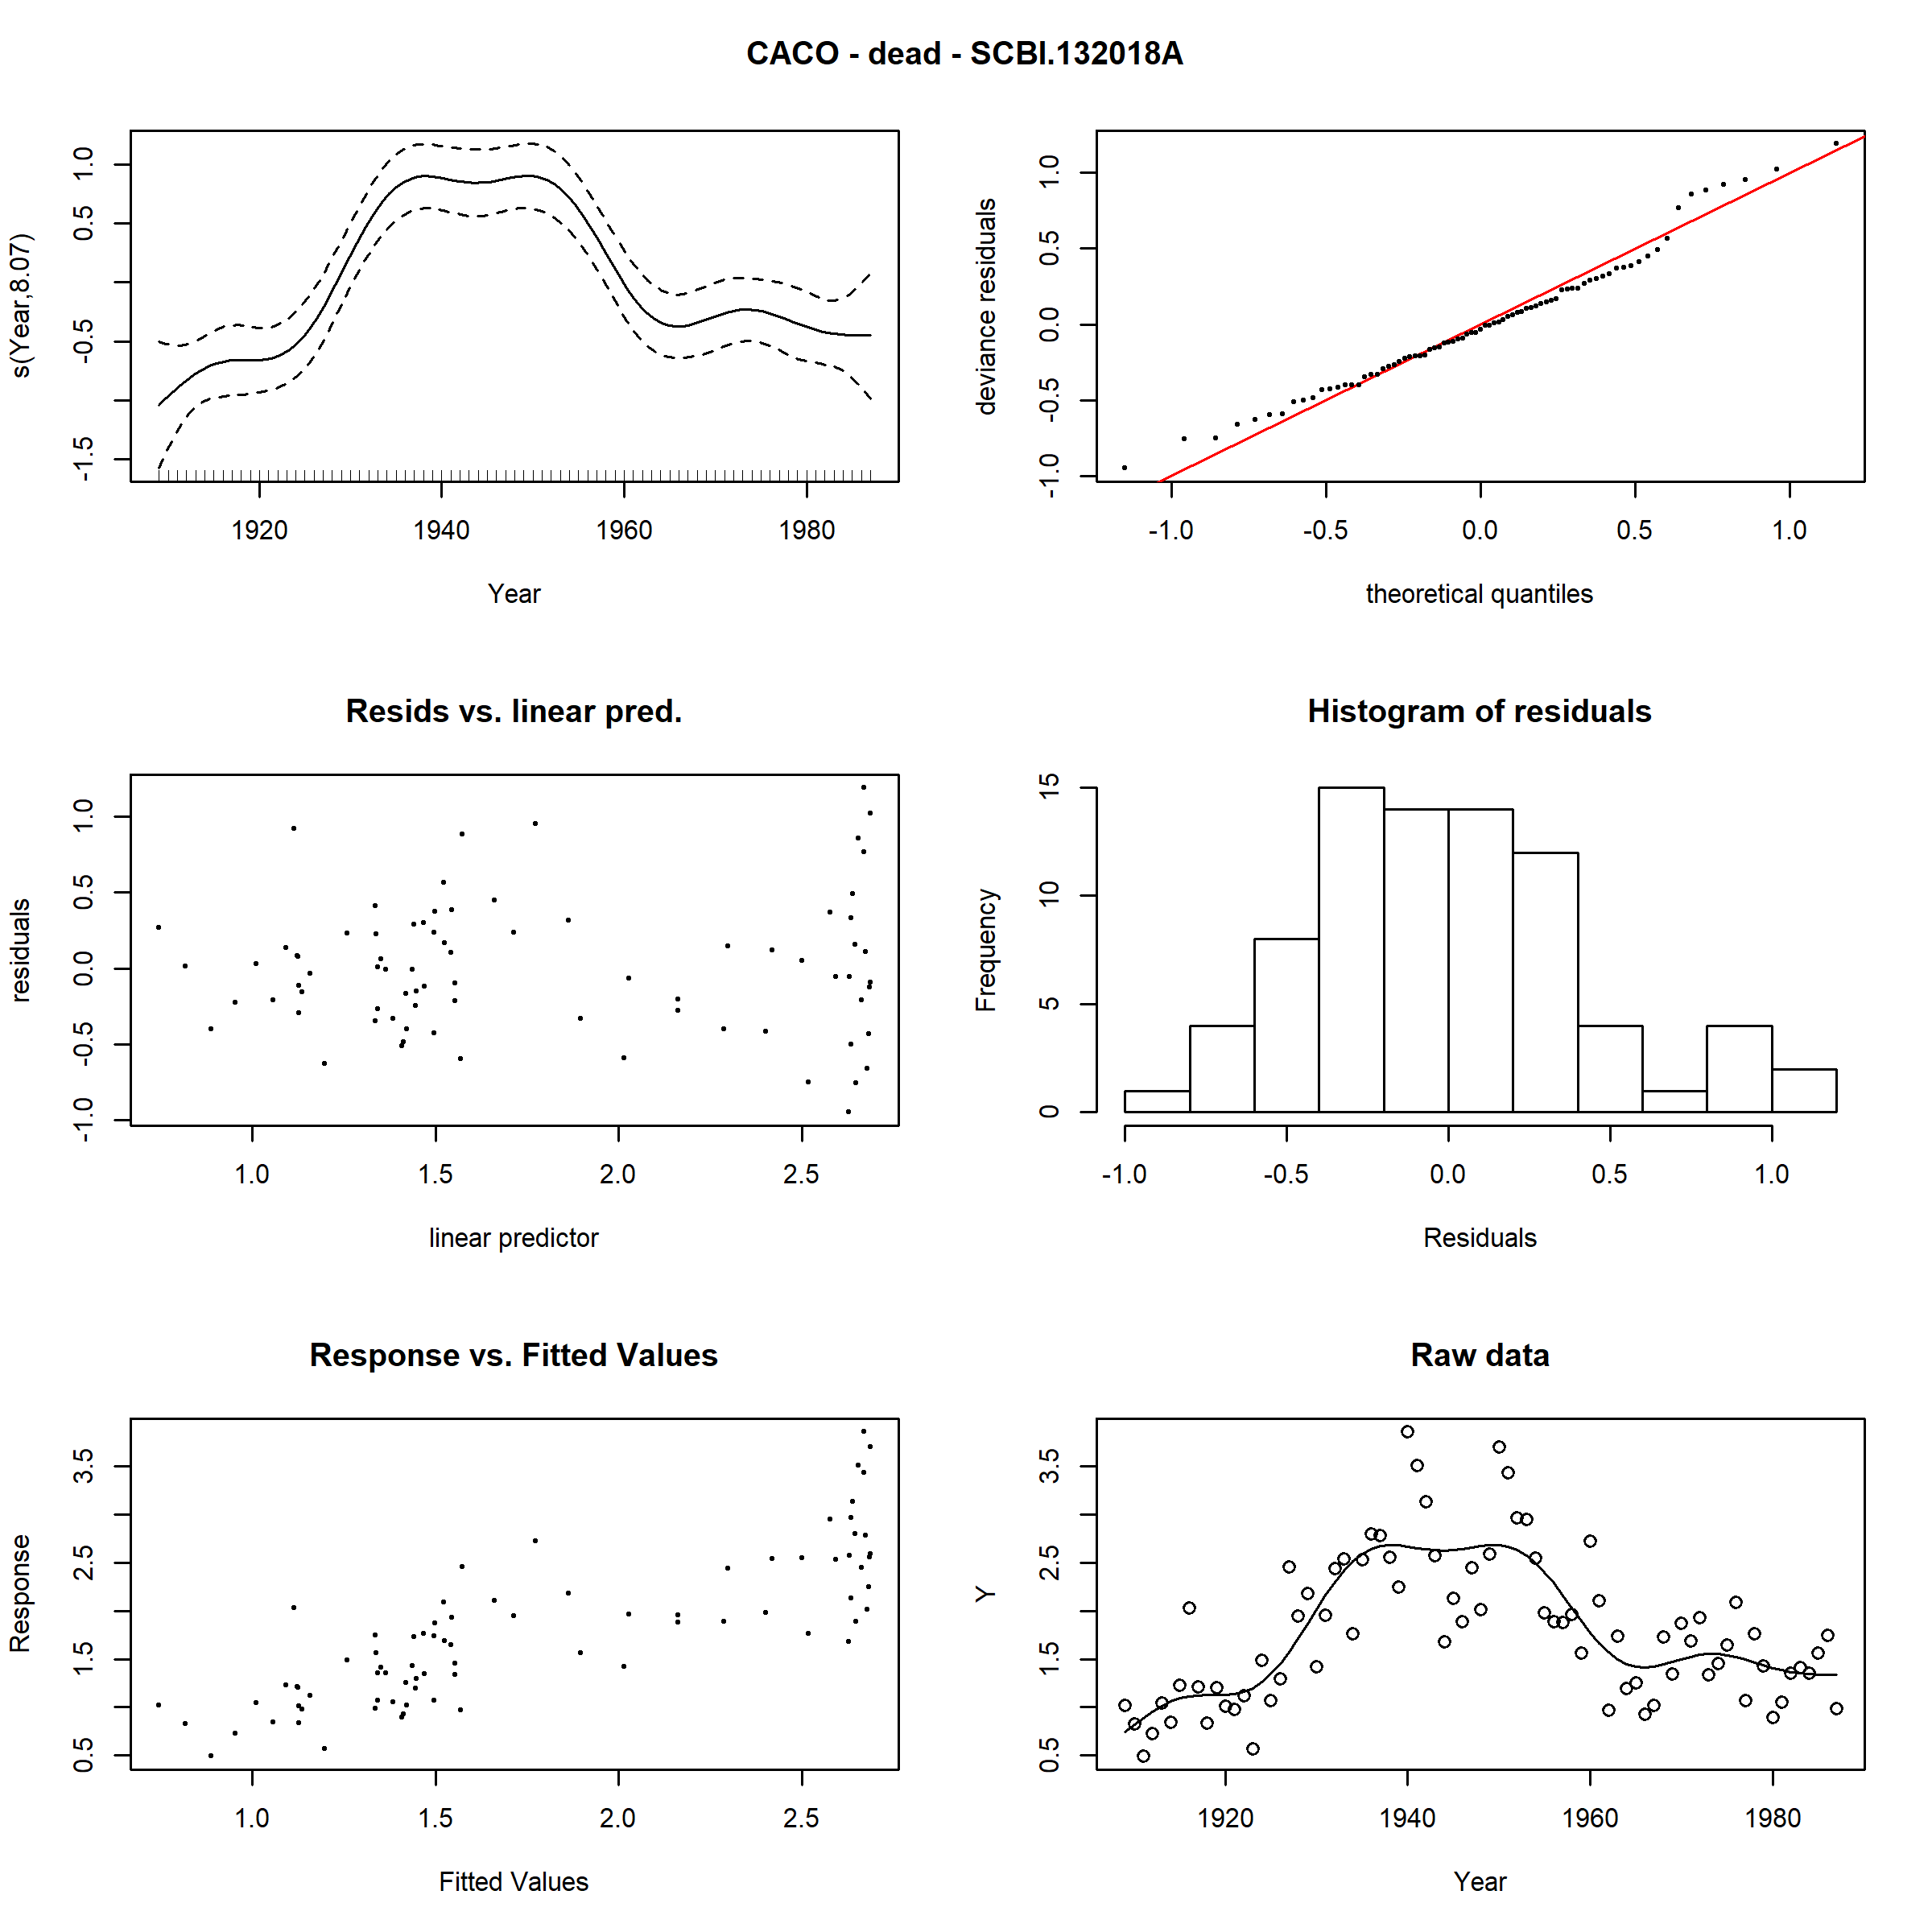 CACO - dead - SCBI.132018A
s(Year,8.07)
-1.5 -0.5 0.5 1.0
1920 1940 1960 1980
Year
deviance residuals
-1.0 -0.5 0.0 0.5 1.0
-1.0 -0.5 0.0 0.5 1.0
theoretical quantiles
Resids vs. linear pred.
residuals
-1.0 -0.5 0.0 0.5 1.0
1.0 1.5 2.0 2.5
linear predictor
Histogram of residuals
Frequency
0 5 10 15
-1.0 -0.5 0.0 0.5 1.0
Residuals
Response vs. Fitted Values
Response
0.5 1.5 2.5 3.5
1.0 1.5 2.0 2.5
Fitted Values
Raw data
Y
0.5 1.5 2.5 3.5
1920 1940 1960 1980
Year